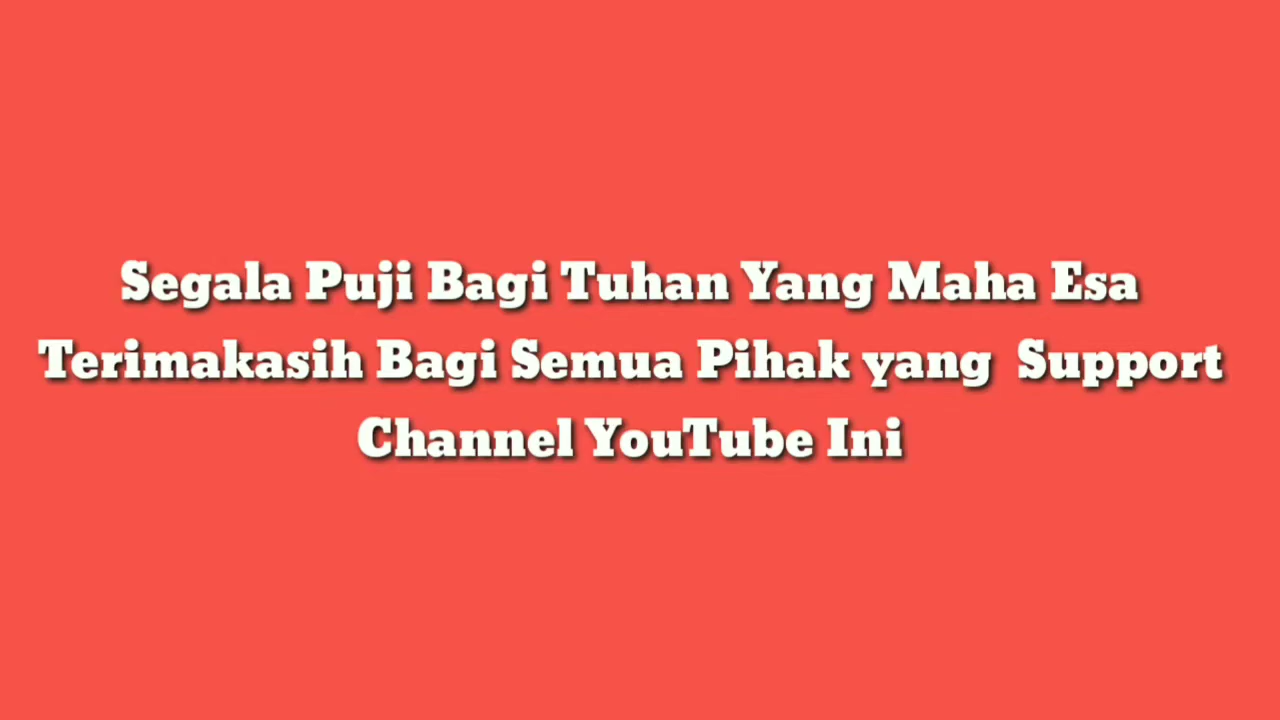 Segala Puji Bagi Tuhan Yang Maha Esa
Terimakasih Bagi Semua Pihak yang  Support
Channel YouTube Ini